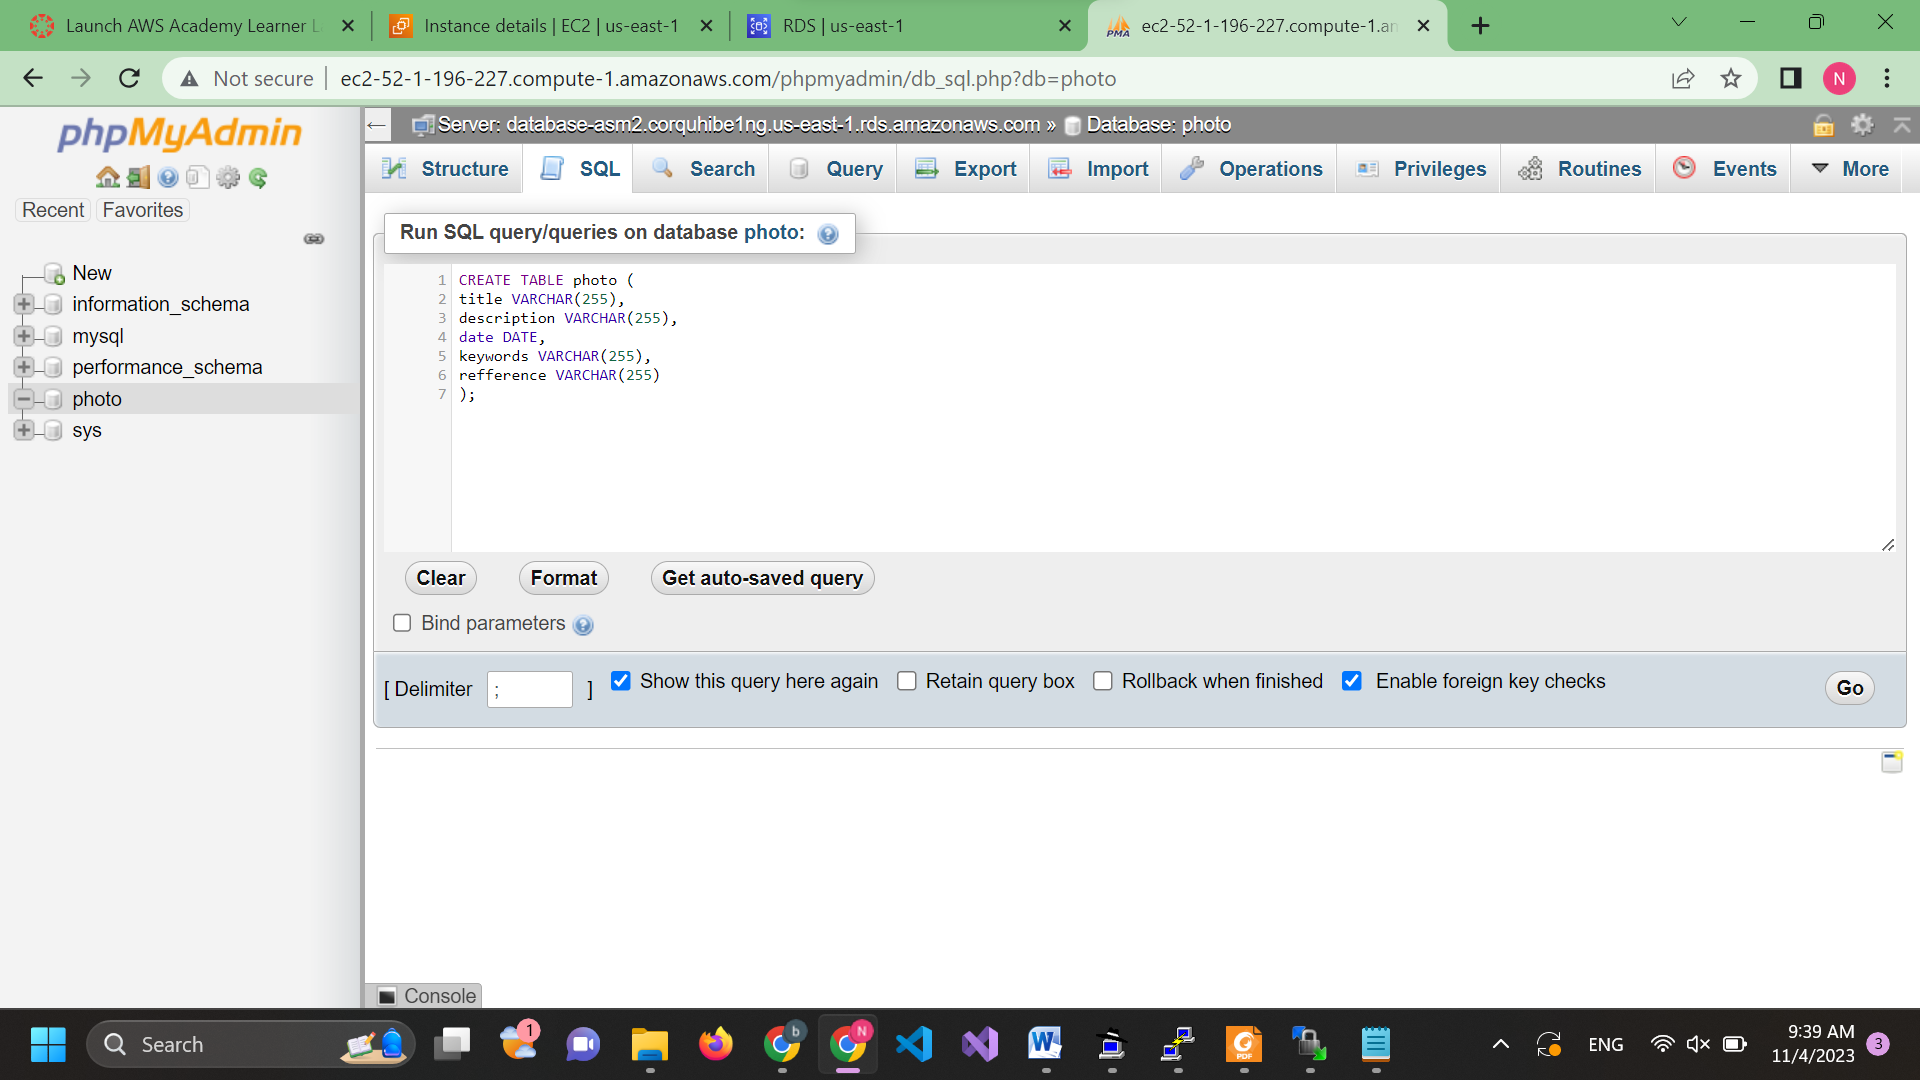 Launch AWS Academy Learner L
Instance details | EC2 | us-east-1
RDS | us-east-1
PMA
ec2-52-1-196-227.compute-1.an
Not secure
ec2-52-1-196-227.compute-1.amazonaws.com/phpmyadmin/db_sql.php?db=photo
N
phpMyAdmin
Recent
Favorites
New
information_schema
mysql
performance_schema
photo
sys
Server: database-asm2.corquhibe1ng.us-east-1.rds.amazonaws.com » Database: photo
Structure
SQL
Search
Query
Export
Import
Operations
Privileges
Routines
Events
More
Run SQL query/queries on database photo:
1 CREATE TABLE photo (
2 title VARCHAR(255),
3 description VARCHAR(255),
4 date DATE,
5 keywords VARCHAR(255),
6 refference VARCHAR(255)
7 );
Clear
Format
Get auto-saved query
Bind parameters
[ Delimiter ; ]
Show this query here again
Retain query box
Rollback when finished
Enable foreign key checks
Go
Console
Search
1
b
N
PDF
ENG
9:39 AM
11/4/2023
3